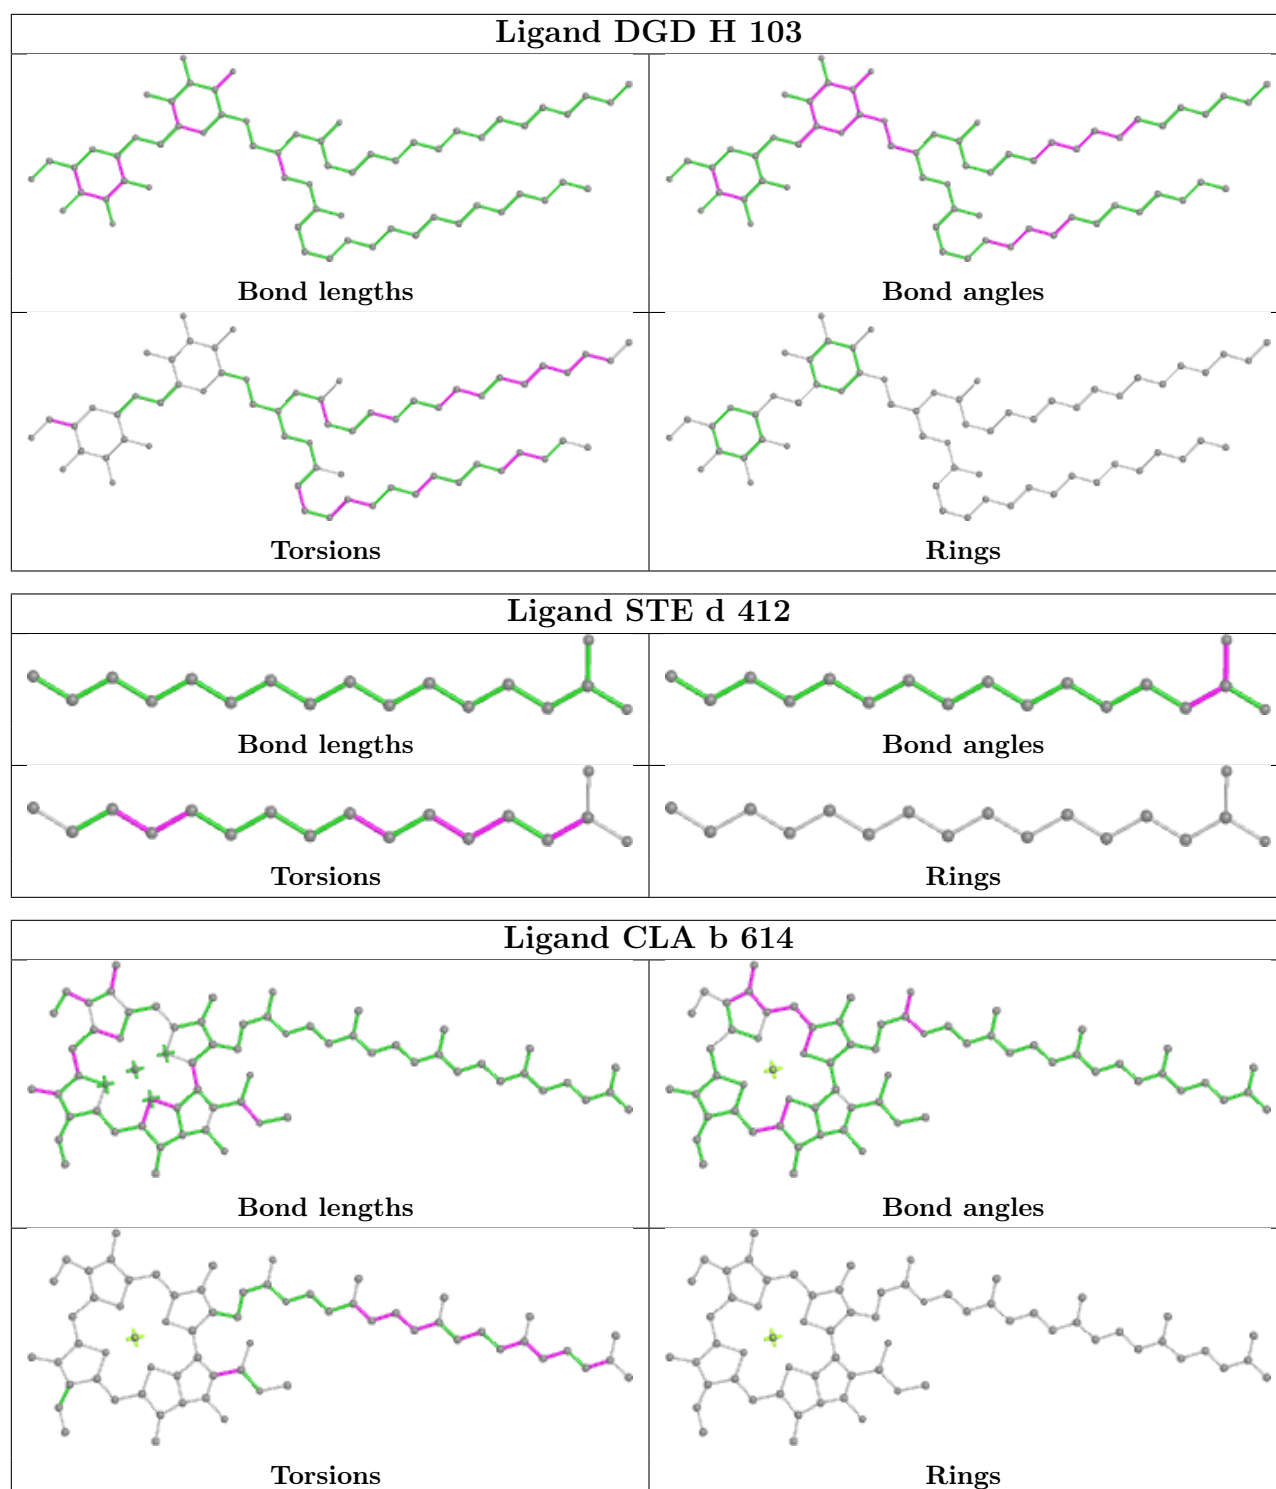 Ligand DGD H 103
Bond lengths
Bond angles
Torsions
Rings
Ligand STE d 412
Bond lengths
Bond angles
Torsions
Rings
Ligand CLA b 614
Bond lengths
Bond angles
Torsions
Rings